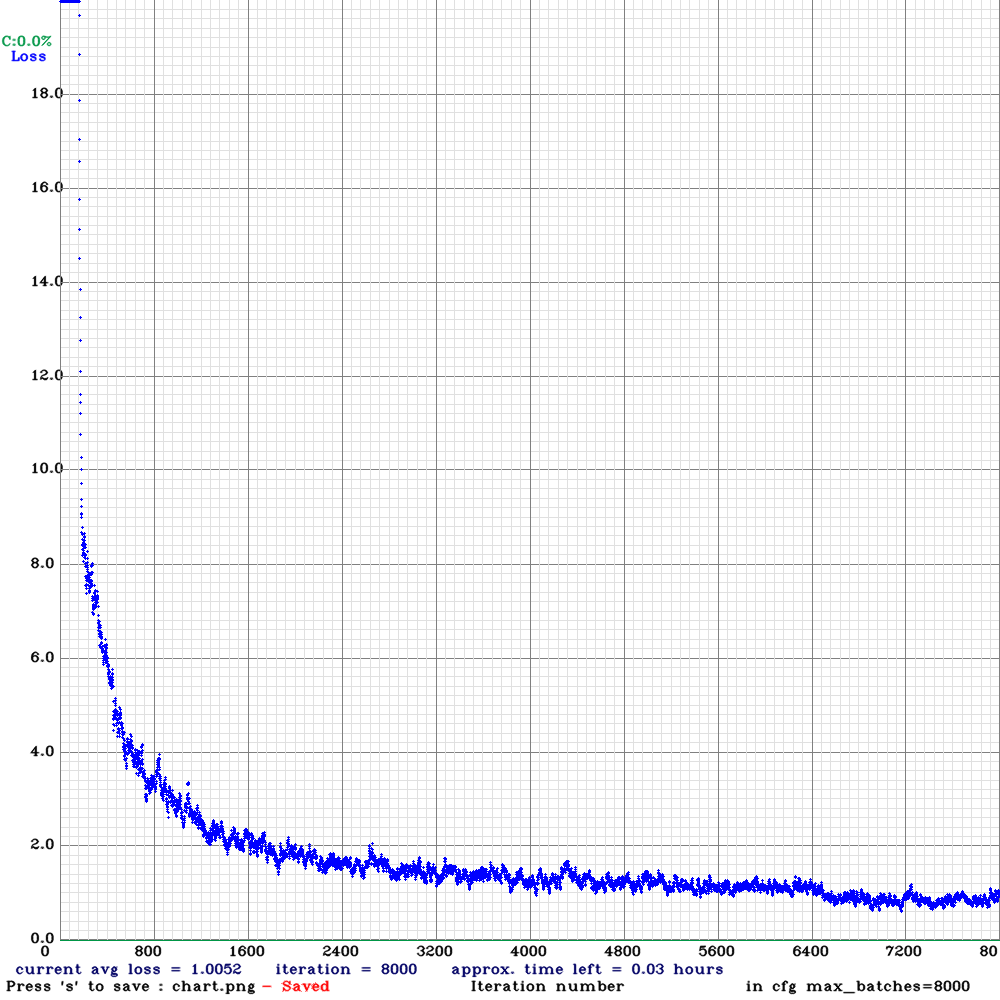 C:0.0%
Loss
18.0
16.0
14.0
12.0
10.0
8.0
6.0
4.0
2.0
0.0
0 800 1600 2400 3200 4000 4800 5600 6400 7200 80
current avg loss = 1.0052 iteration = 8000 approx. time left = 0.03 hours
Press 's' to save : chart.png - Saved Iteration number in cfg max_batches=8000